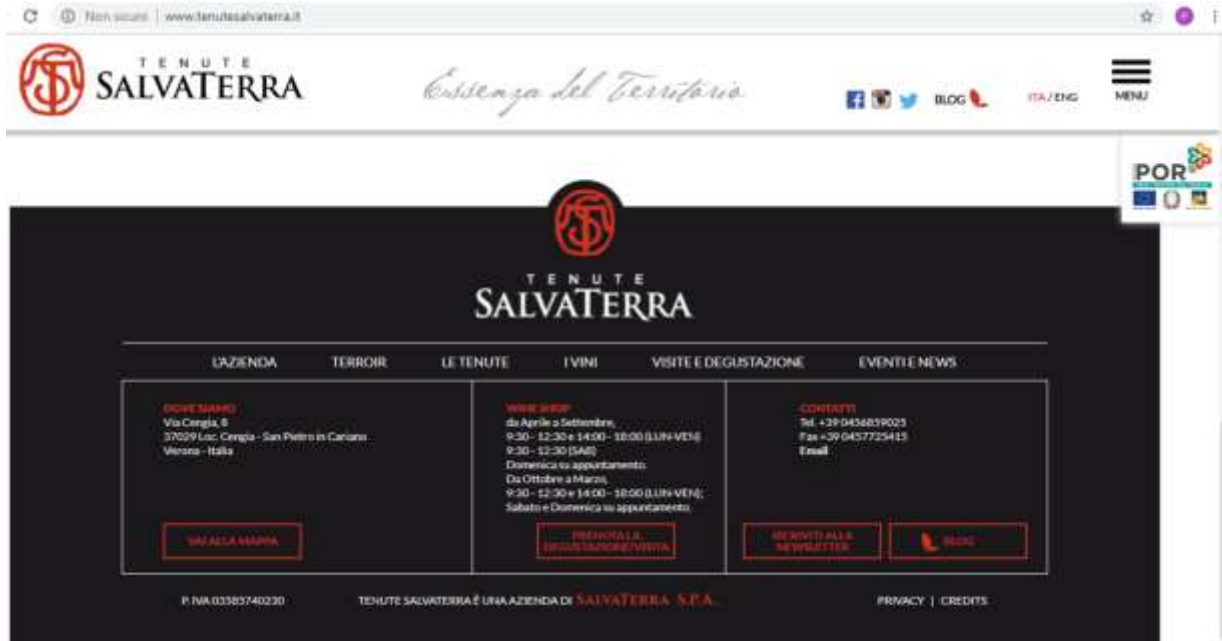 Non sicuro | www.tenutesalvaterra.it
TENUTE
SALVATERRA
Essenza del Territorio
BLOG
ITA / ENG
MENU
POR
TENUTE
SALVATERRA
L'AZIENDA TERROIR LE TENUTE I VINI VISITE E DEGUSTAZIONE EVENTI E NEWS
DOVE SIAMO
Via Cengia, 8
37029 Loc. Cengia - San Pietro in Cariano
Verona - Italia
VAI ALLA MAPPA
WINE SHOP
da Aprile a Settembre,
9:30 - 12:30 e 14:00 - 18:00 (LUN-VEN)
9:30 - 12:30 (SAB)
Domenica su appuntamento.
Da Ottobre a Marzo,
9:30 - 12:30 e 14:00 - 18:00 (LUN-VEN);
Sabato e Domenica su appuntamento.
PRENOTA LA
DEGUSTAZIONE/VISITA
CONTATTI
Tel. +39 0456859025
Fax +39 0457725415
Email
ISCRIVITI ALLA
NEWSLETTER
BLOG
P. IVA 03585740230
TENUTE SALVATERRA È UNA AZIENDA DI SALVATERRA S.P.A.
PRIVACY | CREDITS